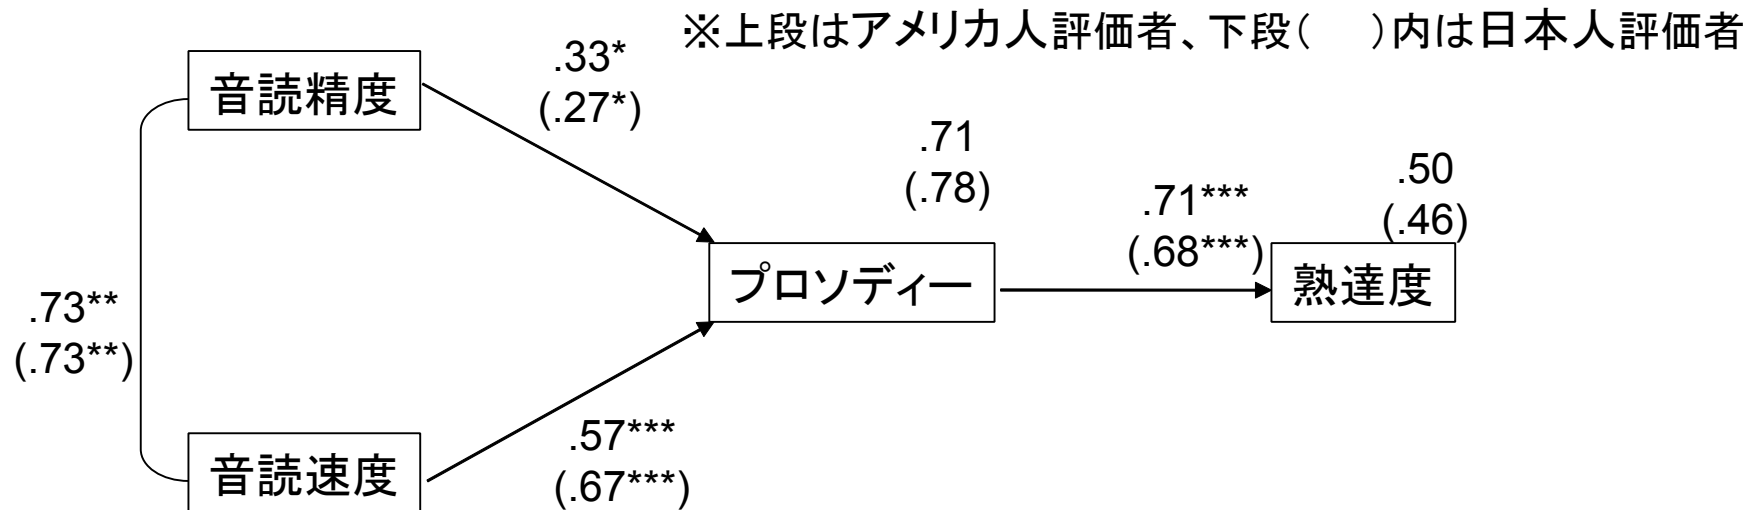 ※上段はアメリカ人評価者、下段(　)内は日本人評価者
音読精度
.33*
(.27*)
.71
(.78)
.50
(.46)
.71***
(.68***)
プロソディー
熟達度
.73**
(.73**)
.57***
(.67***)
音読速度